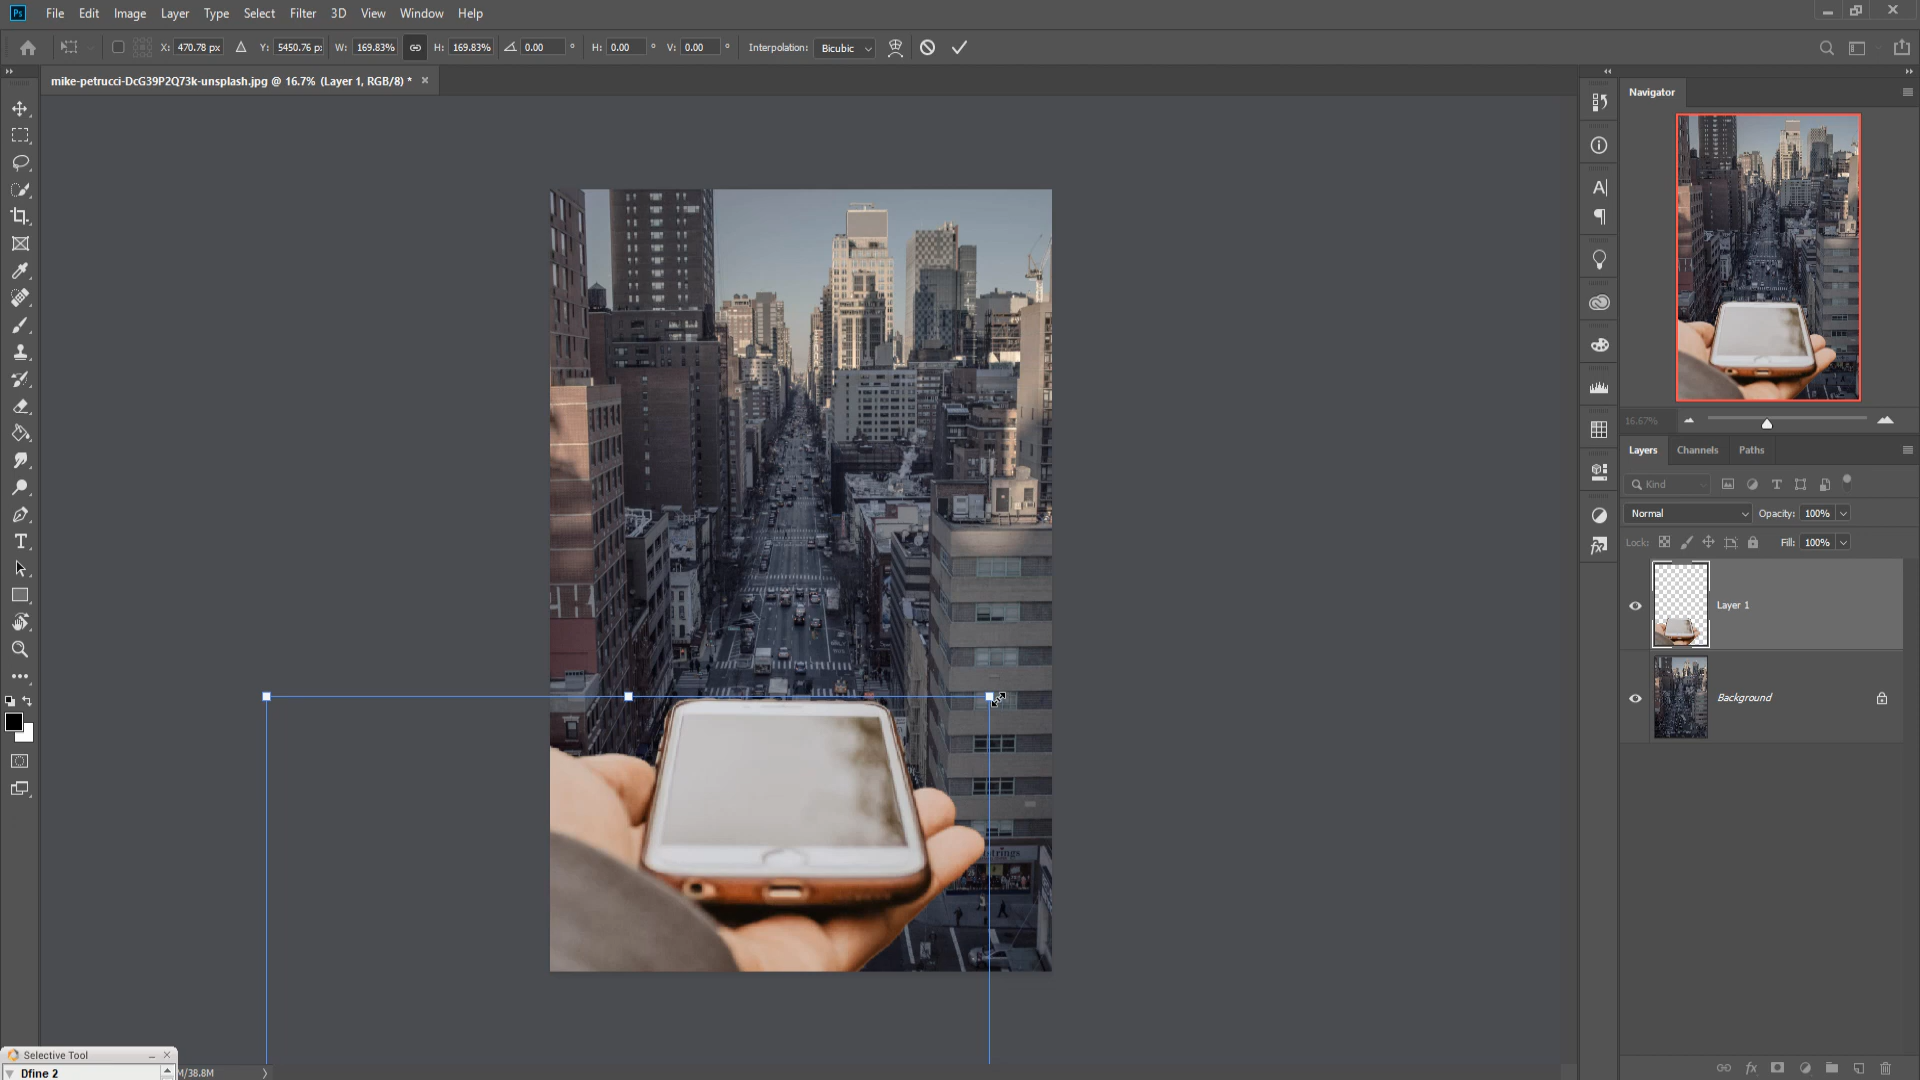 Ps File Edit Image Layer Type Select Filter 3D View Window Help
X: 470.78 px Y: 5450.76 px W: 169.83% H: 169.83% 0.00 ° H: 0.00 ° V: 0.00 ° Interpolation: Bicubic
mike-petrucci-DcG39P2Q73k-unsplash.jpg @ 16.7% (Layer 1, RGB/8) * ×
Navigator
16.67%
Layers Channels Paths
Kind
Normal Opacity: 100%
Lock: Fill: 100%
Layer 1
Background
Selective Tool
Dfine 2
M/38.8M